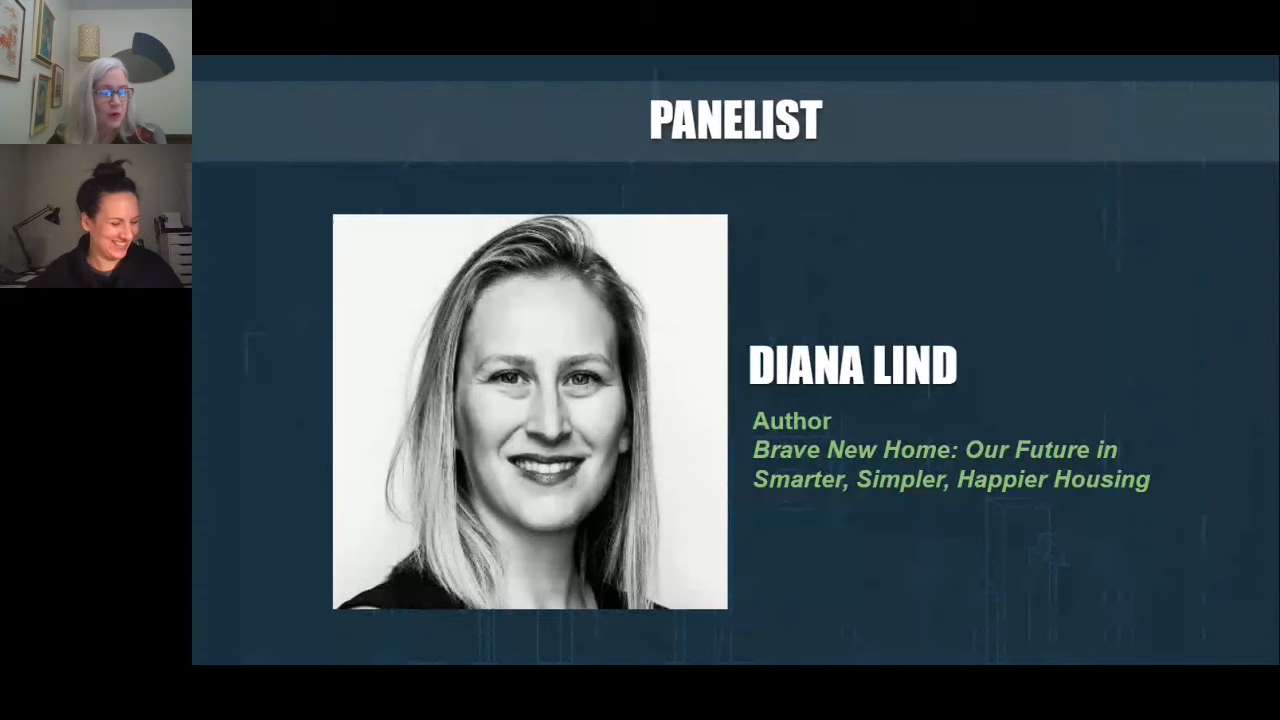 PANELIST
DIANA LIND
Author
Brave New Home: Our Future in
Smarter, Simpler, Happier Housing